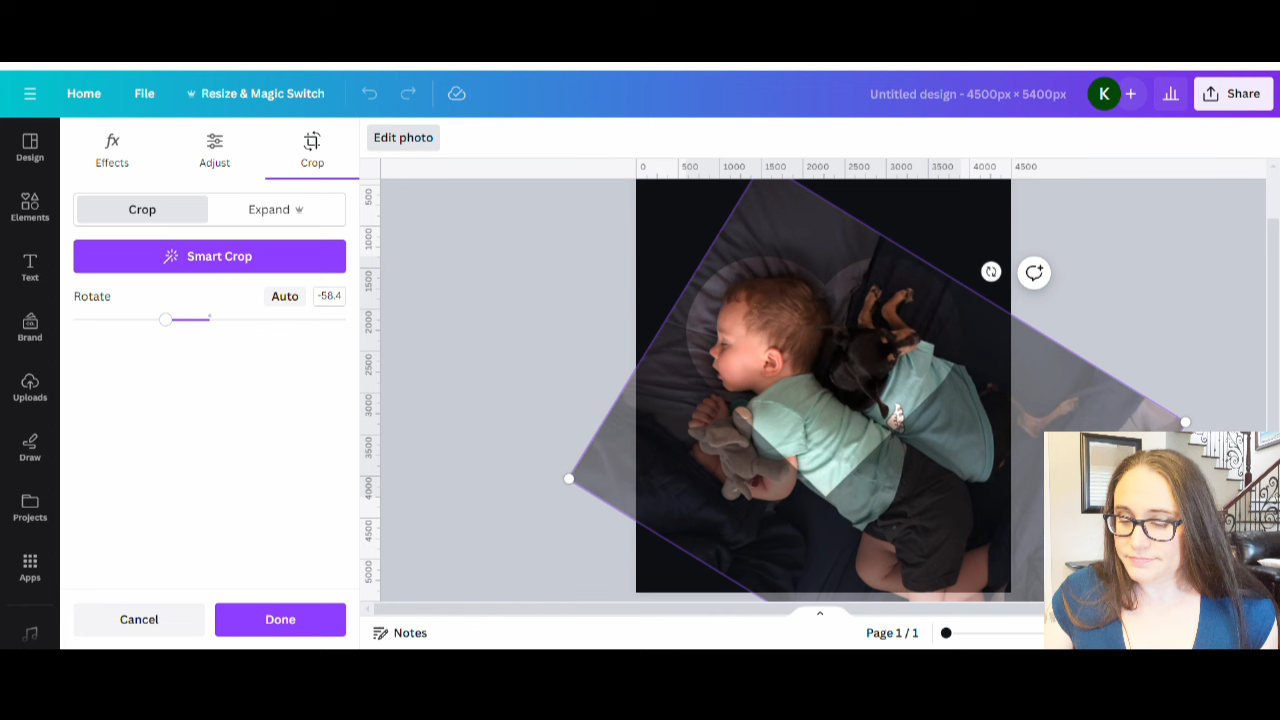 Home File Resize & Magic Switch Untitled design - 4500px × 5400px K + Share
Design
Elements
Text
Brand
Uploads
Draw
Projects
Apps
fx
Effects Adjust Crop
Crop Expand
Smart Crop
Rotate Auto -58.4
Cancel Done
Edit photo
0 500 1000 1500 2000 2500 3000 3500 4000 4500
500
1000
1500
2000
2500
3000
3500
4000
4500
5000
Notes Page 1 / 1